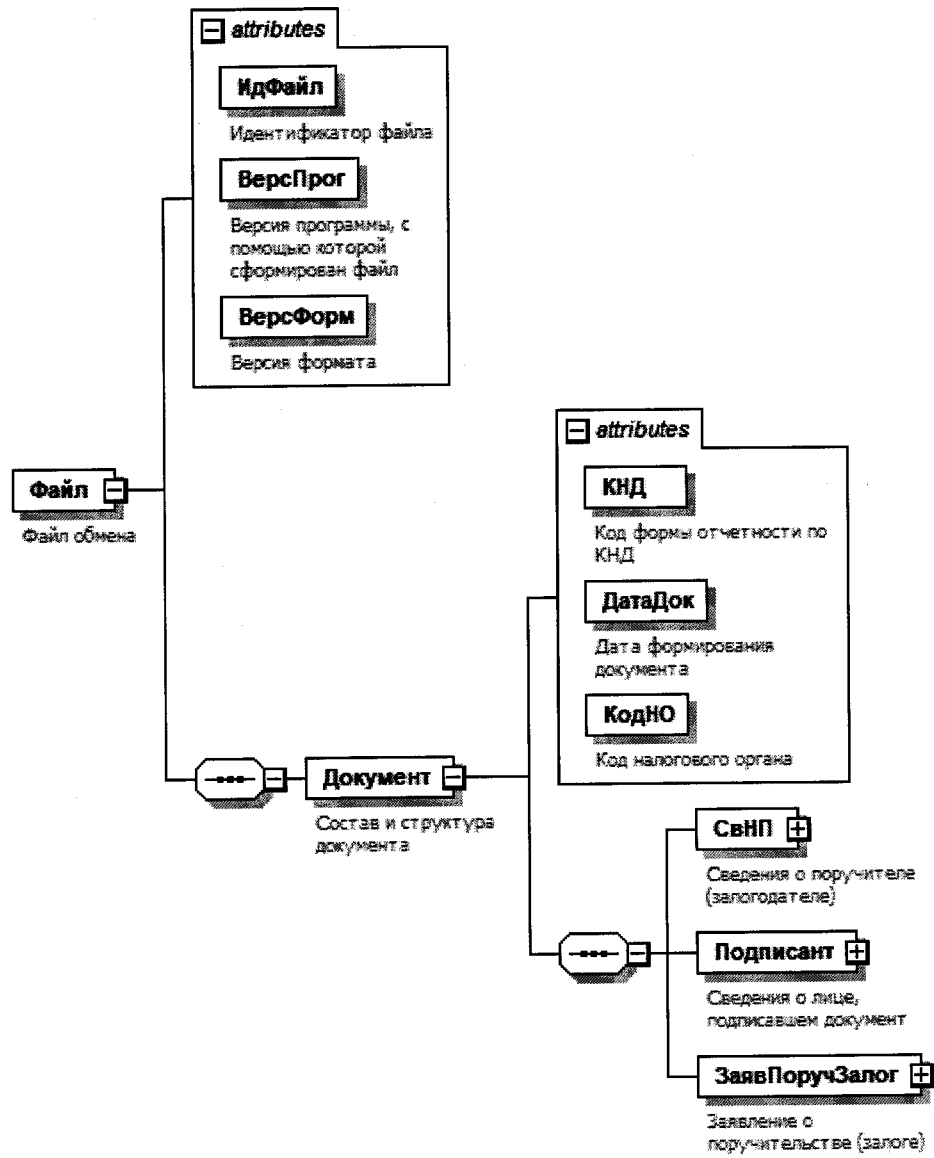 attributes
ИдФайл
Идентификатор файла
ВерсПрог
Версия программы, с
помощью которой
сформирован файл
ВерсФорм
Версия формата
Файл
Файл обмена
attributes
КНД
Код формы отчетности по
КНД
ДатаДок
Дата формирования
документа
КодНО
Код налогового органа
Документ
Состав и структура
документа
СвНП
Сведения о поручителе
(залогодателе)
Подписант
Сведения о лице,
подписавшем документ
ЗаявПоручЗалог
Заявление о
поручительстве (залоге)